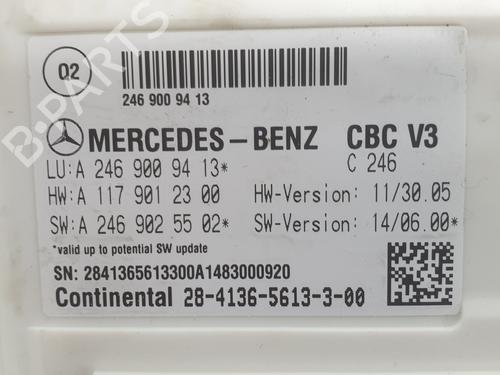 02
246 900 94 13
MERCEDES-BENZ CBC V3
LU: A 246 900 94 13* C 246
HW: A 117 901 23 00 HW-Version: 11/30.05
SW: A 246 902 55 02* SW-Version: 14/06.00*
*valid up to potential SW update
SN: 2841365613300A1483000920
Continental 28-4136-5613-3-00
B-PARTS